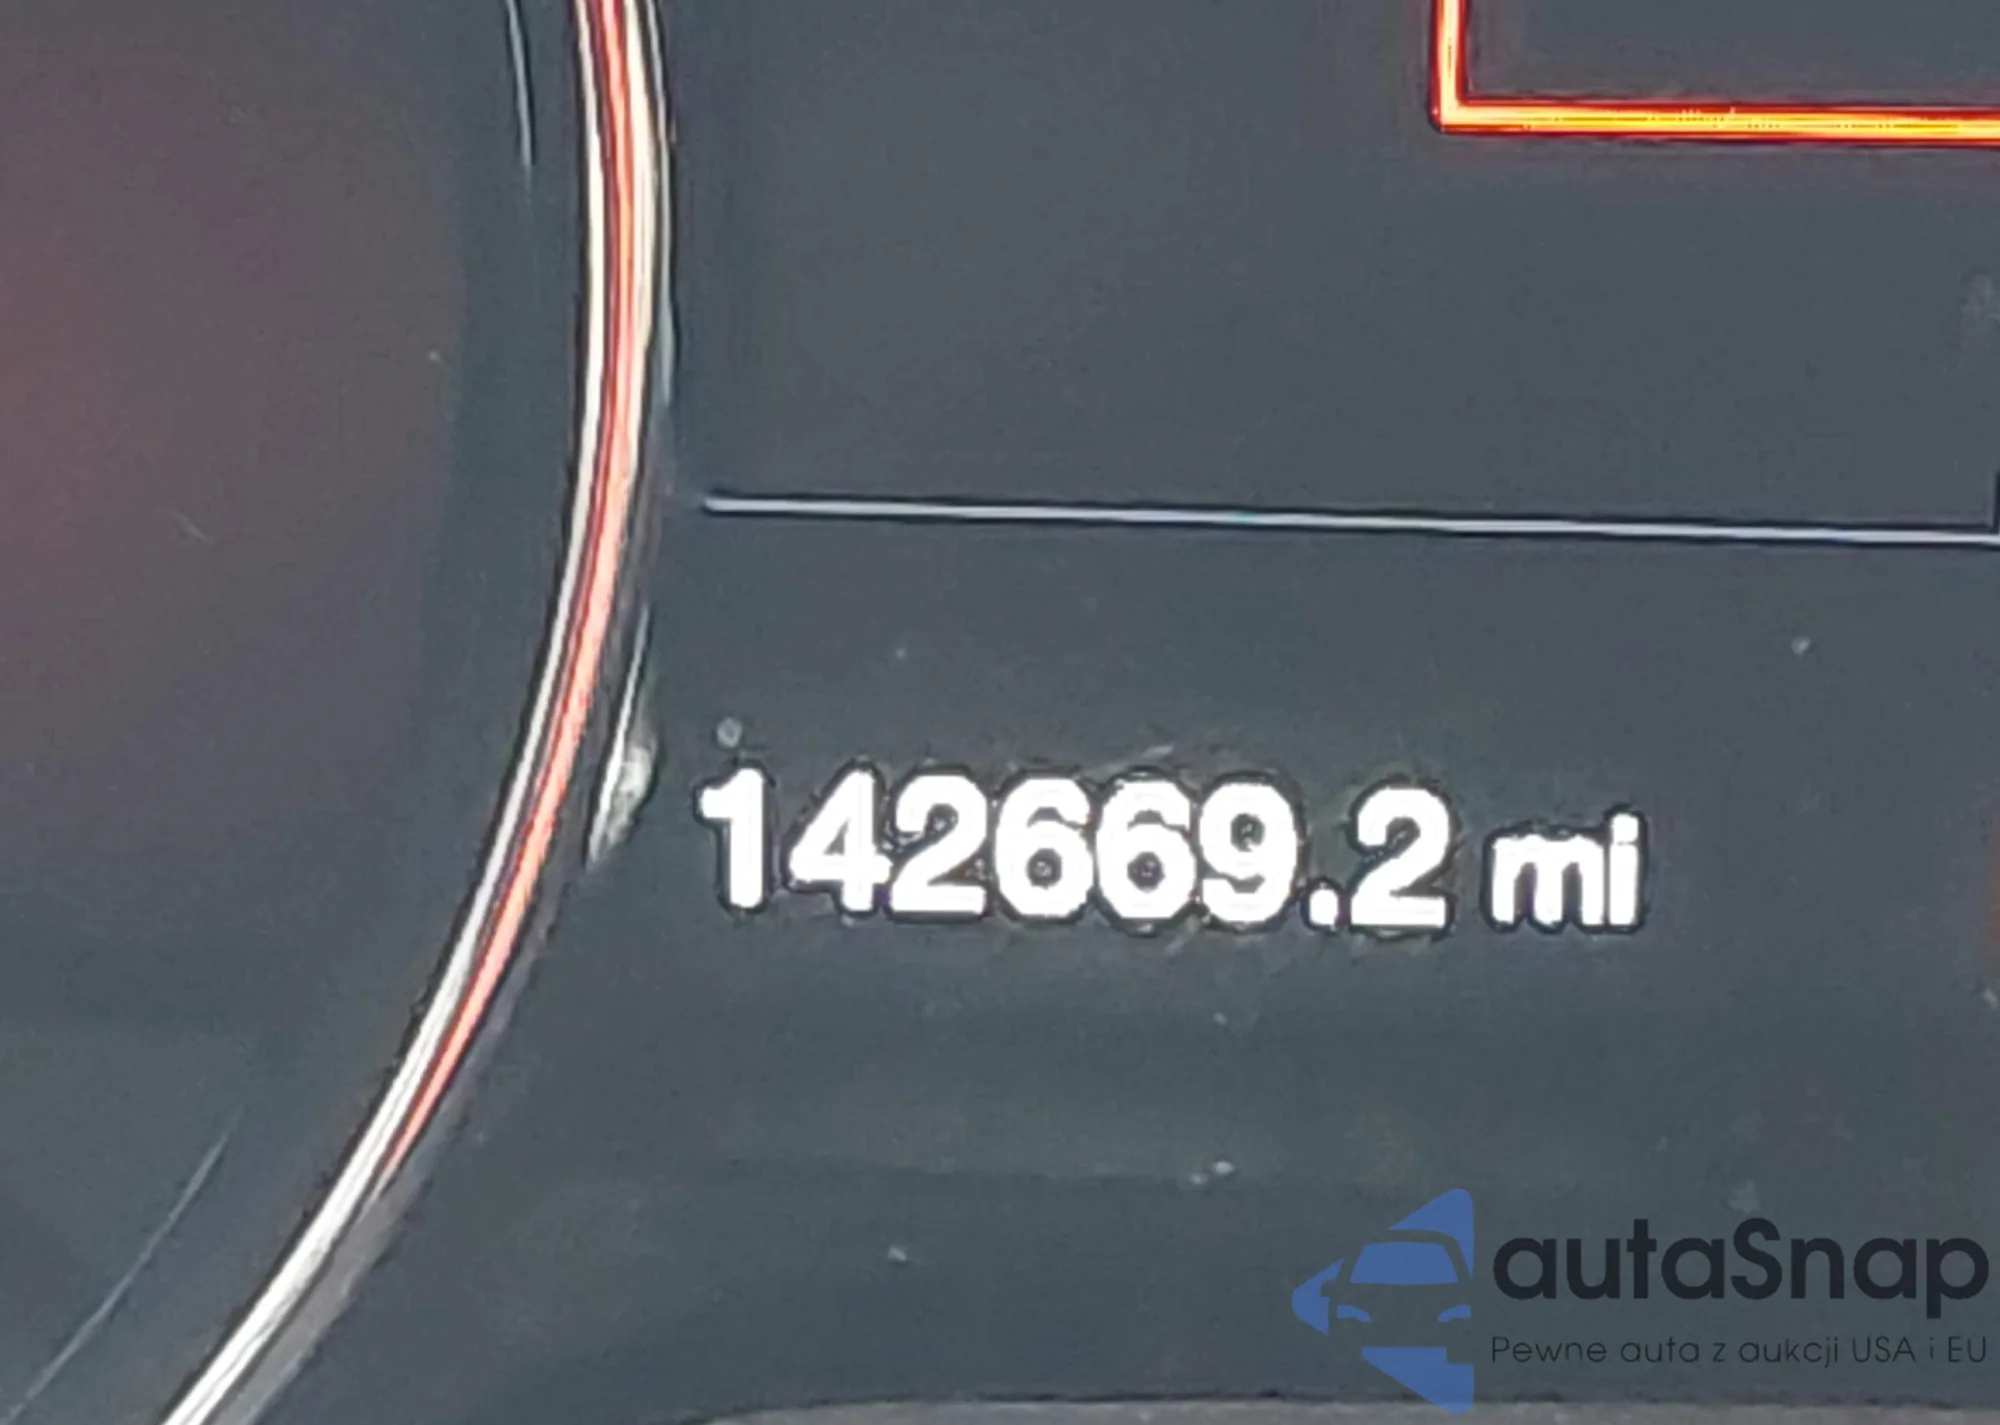 142669.2 mi
autaSnap
Pewne auta z aukcji USA i EU